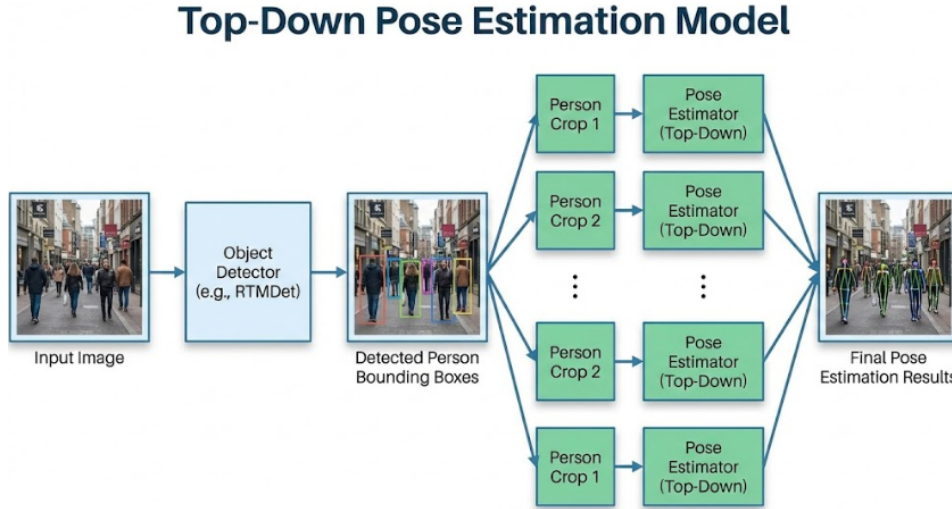 Top-Down Pose Estimation Model
Person
Crop 1
Pose
Estimator
(Top-Down)
Person
Crop 2
Pose
Estimator
(Top-Down)
Object
Detector
(e.g., RTMDet)
Person
Crop 2
Pose
Estimator
(Top-Down)
Person
Crop 1
Pose
Estimator
(Top-Down)
Input Image
Detected Person
Bounding Boxes
Final Pose
Estimation Results